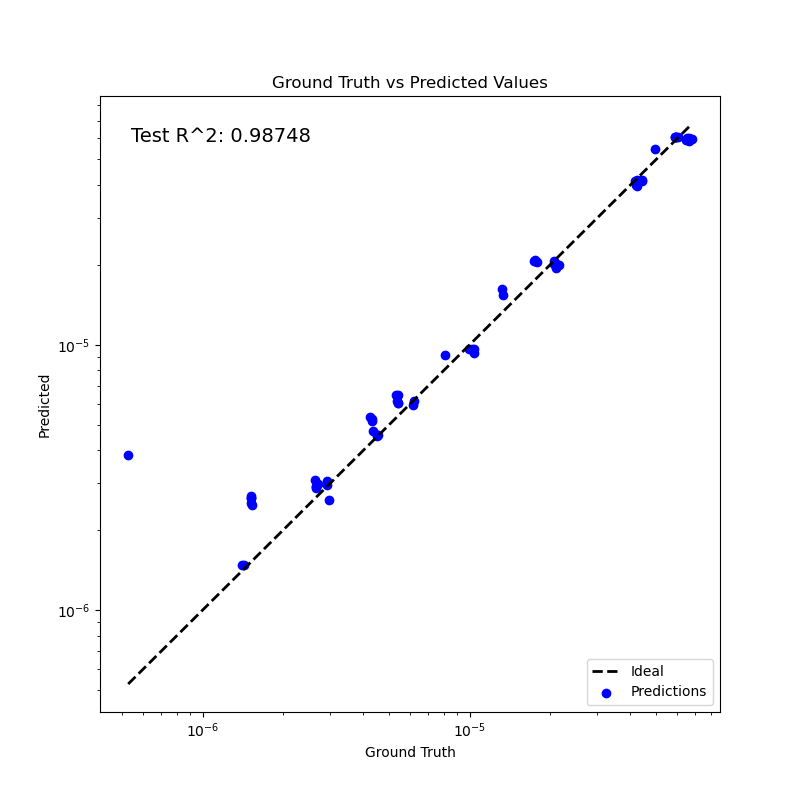 Ground Truth vs Predicted Values
Test R^2: 0.98748
Predicted
10⁻⁵
10⁻⁶
Ideal
Predictions
10⁻⁶
10⁻⁵
Ground Truth